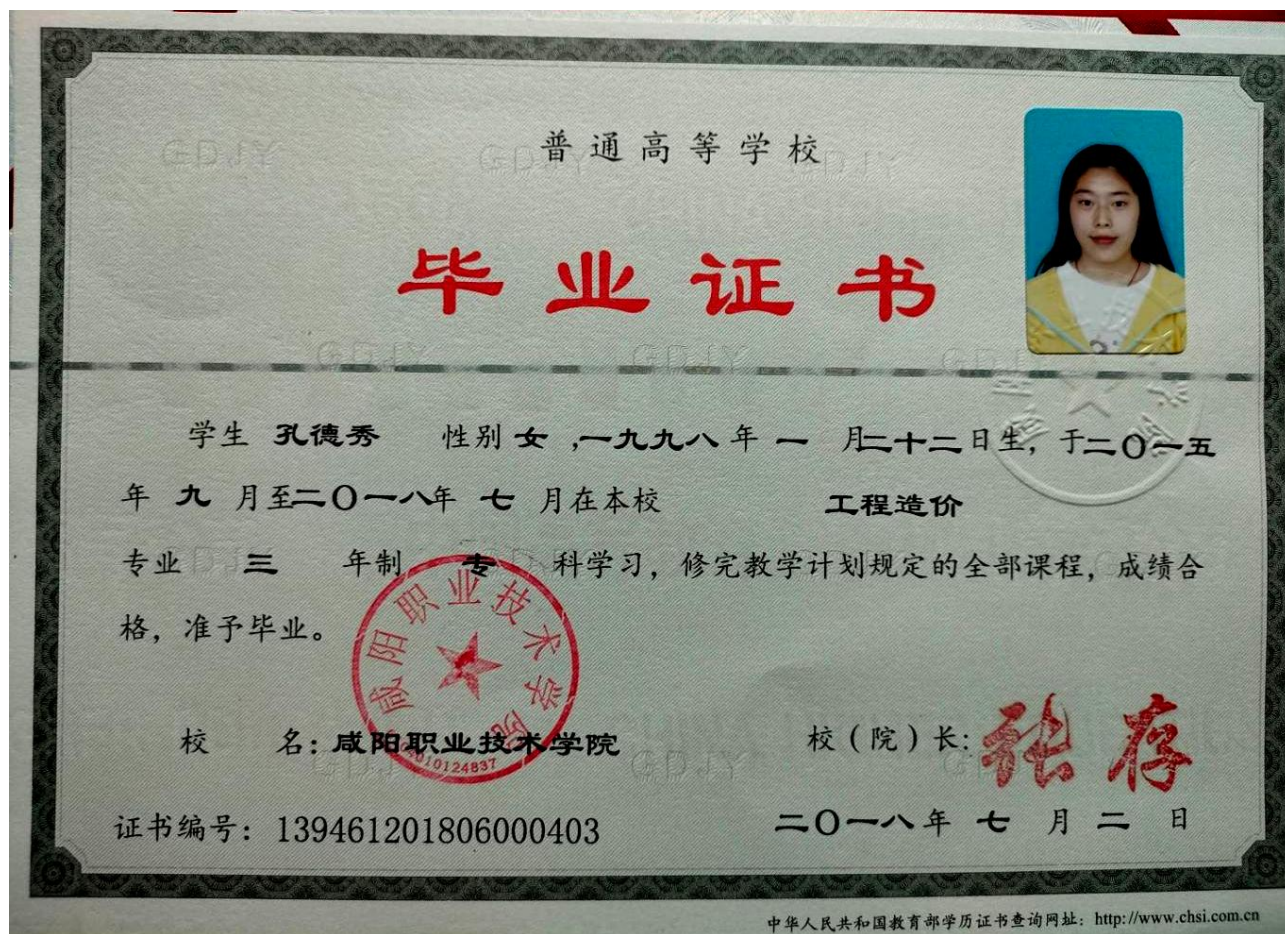 普通高等学校
毕业证书
学生 孔德秀 性别 女 ,一九九八 年 一 月二十二日生, 于二〇一五
年 九 月至二〇一八年 七 月在本校 工程造价
专业 三 年制 专 科学习, 修完教学计划规定的全部课程, 成绩合
格, 准予毕业。
校 名: 咸阳职业技术学院
校(院)长: 张存
咸阳职业技术学院
证书编号: 139461201806000403
二〇一八年 七 月 二 日
中华人民共和国教育部学历证书查询网址: http://www.chsi.com.cn
GDJY GDJY GDJY
GDJY GDJY GDJY